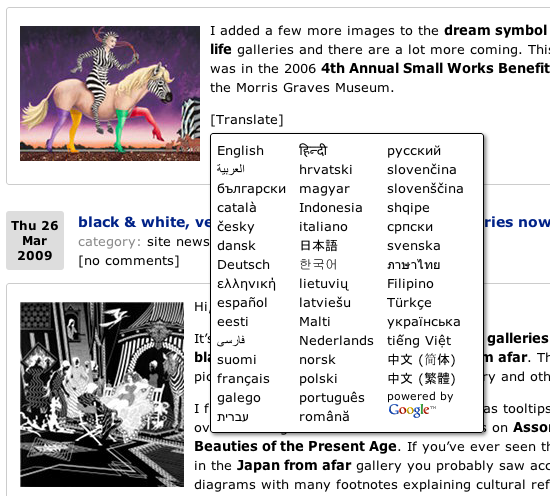 I added a few more images to the dream symbol
life galleries and there are a lot more coming. This
was in the 2006 4th Annual Small Works Benefit
the Morris Graves Museum.
[Translate]
English
العربية
български
català
česky
dansk
Deutsch
ελληνική
español
eesti
فارسی
suomi
français
galego
עברית
हिन्दी
hrvatski
magyar
Indonesia
italiano
日本語
한국어
lietuvių
latviešu
Malti
Nederlands
norsk
polski
português
română
русский
slovenčina
slovenščina
shqipe
српски
svenska
ภาษาไทย
Filipino
Türkçe
українська
tiếng Việt
中文 (简体)
中文 (繁體)
powered by
Google™
Thu 26
Mar
2009
black & white, ve ries now
category: site news
[no comments]
Hi,
It's galleries
bla m afar. Th
pic ry and oth
I f as tooltips
ov s on Assor
Beauties of the Present Age. If you've ever seen th
in the Japan from afar gallery you probably saw acc
diagrams with many footnotes explaining cultural ref